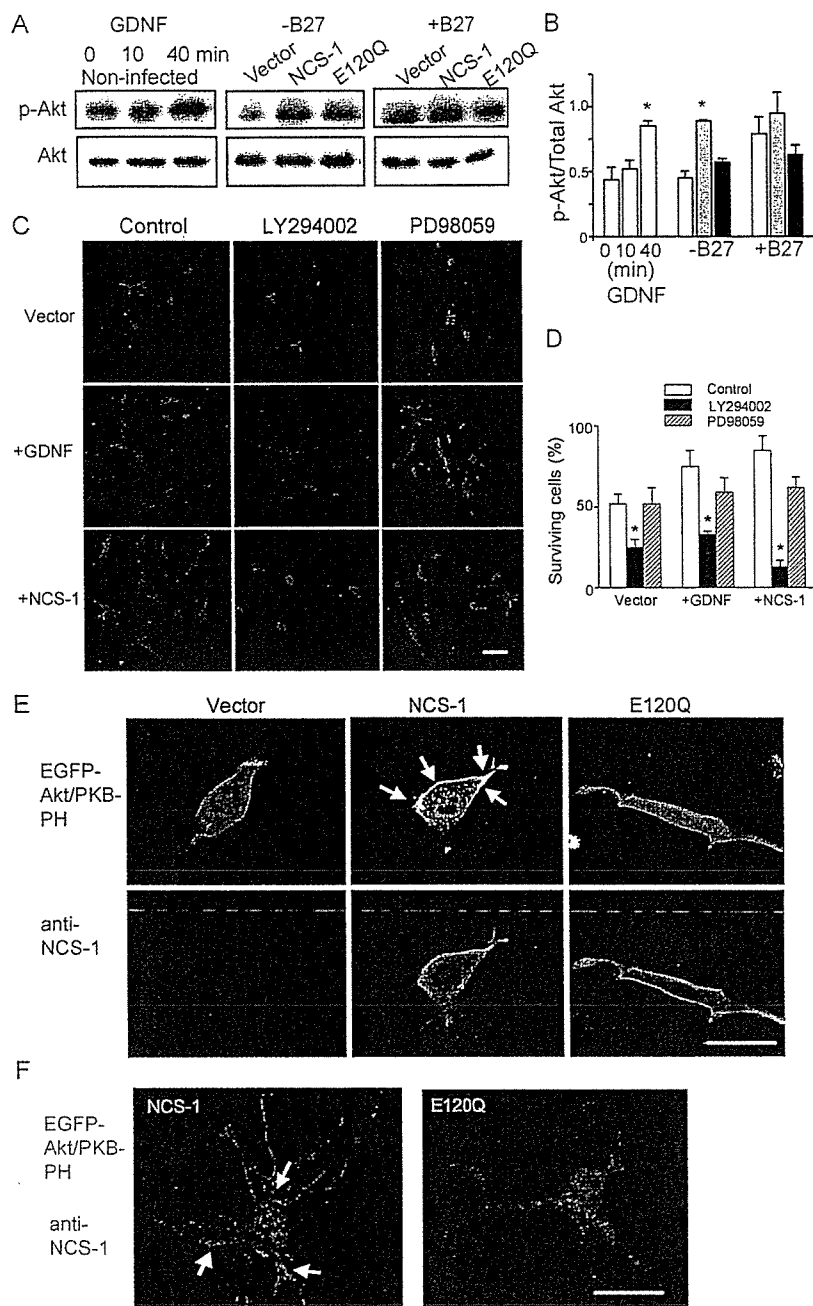 A
GDNF
0 10 40 min
Non-infected
-B27
Vector
NCS-1
E120Q
+B27
Vector
NCS-1
E120Q
p-Akt
Akt
B
p-Akt/Total Akt
1.0
0.5
0
*
*
0 10 40
(min)
GDNF
-B27
+B27
C
Control
LY294002
PD98059
Vector
+GDNF
+NCS-1
D
Control
LY294002
PD98059
Surviving cells (%)
100
50
0
*
*
*
Vector
+GDNF
+NCS-1
E
Vector
NCS-1
E120Q
EGFP-
Akt/PKB-
PH
anti-
NCS-1
F
EGFP-
Akt/PKB-
PH
anti-
NCS-1
NCS-1
E120Q